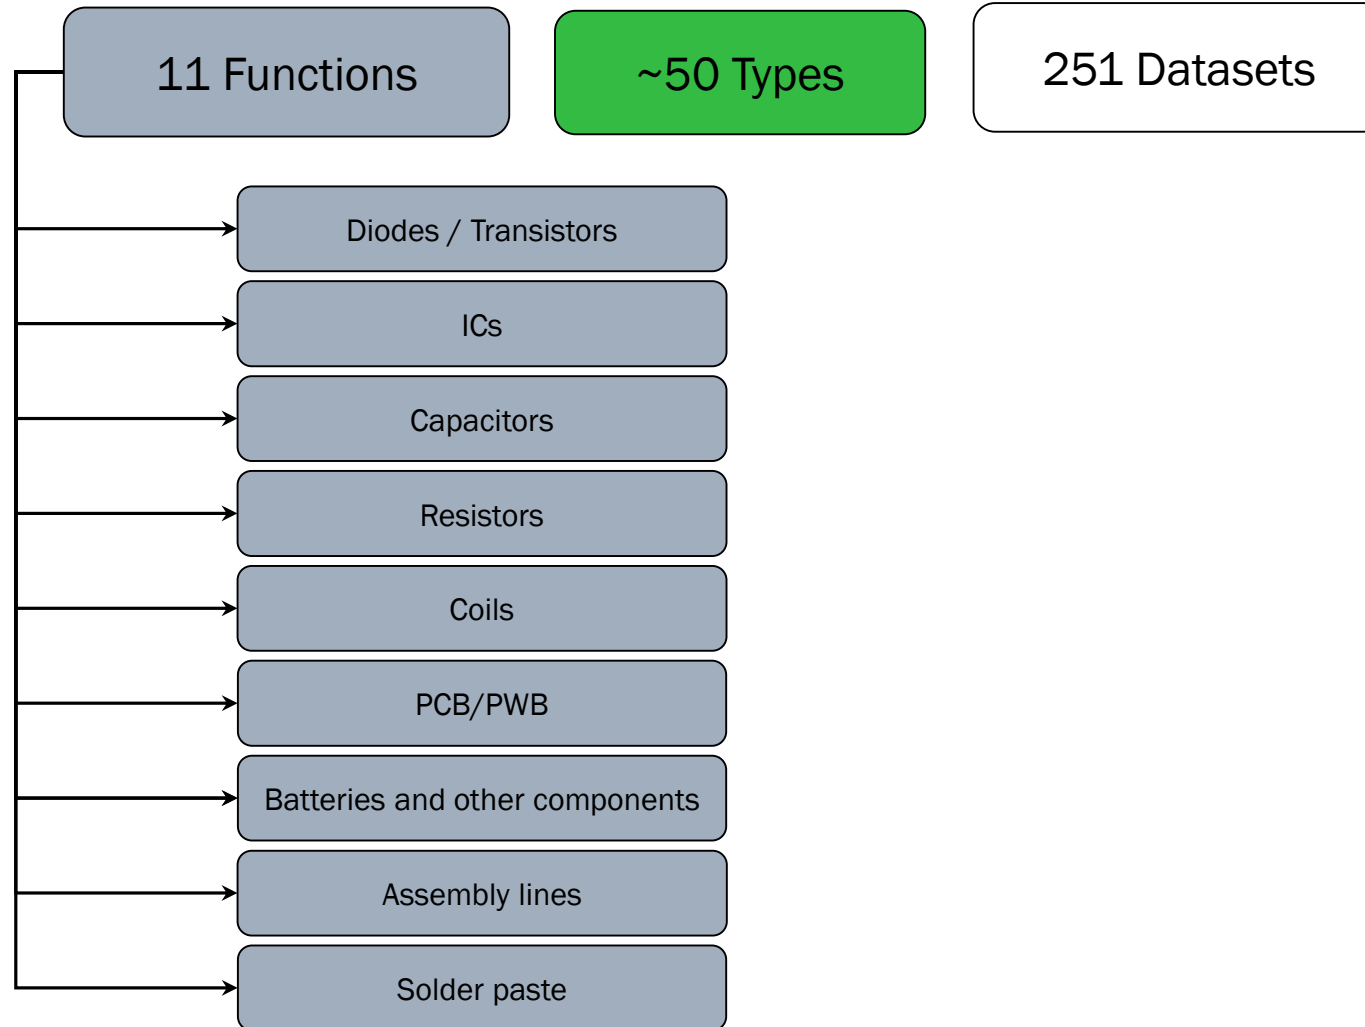 11 Functions
~50 Types
251 Datasets
Diodes / Transistors
ICs
Capacitors
Resistors
Coils
PCB/PWB
Batteries and other components
Assembly lines
Solder paste